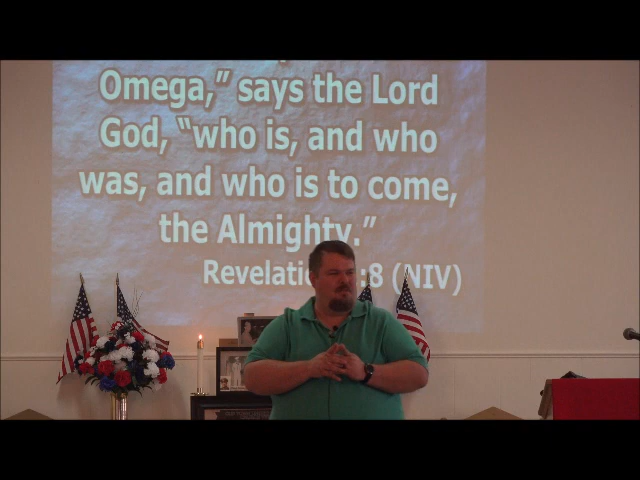 Omega,” says the Lord
God, “who is, and who
was, and who is to come,
the Almighty.”
:8 (NIV)